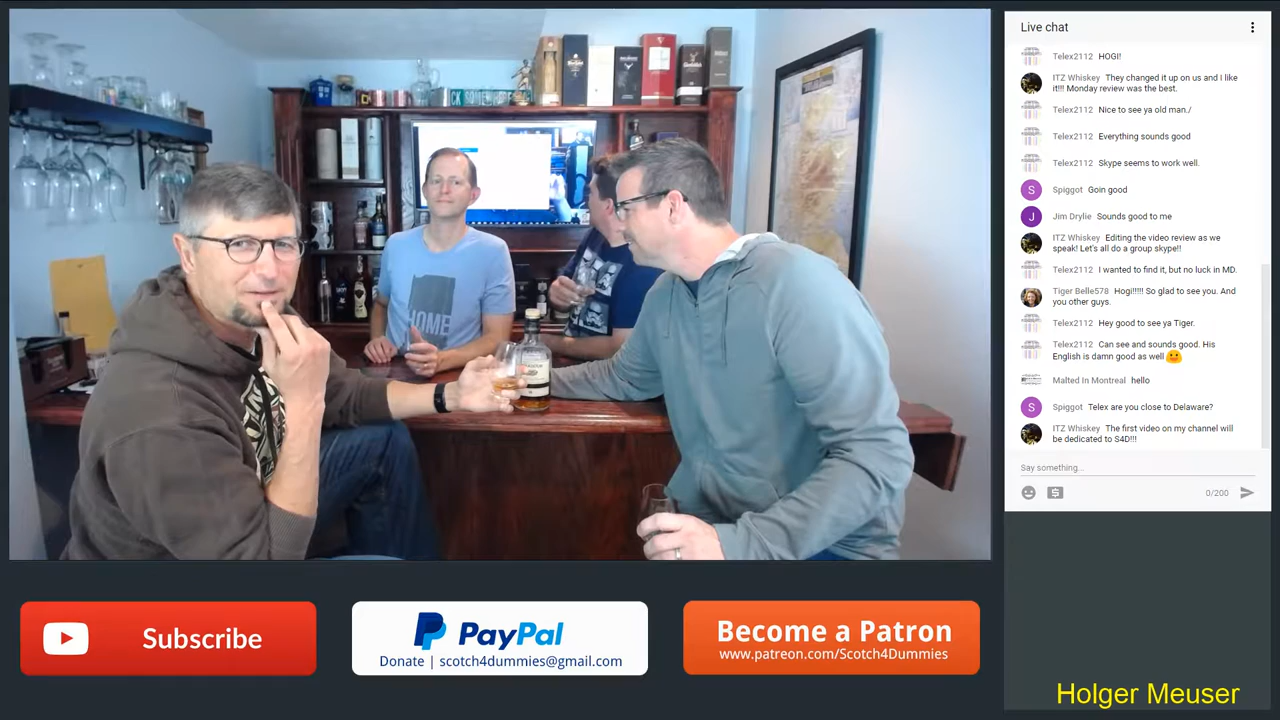 CK SOUL
HOME
Live chat
Telex2112 HOGI!
ITZ Whiskey They changed it up on us and I like
it!!! Monday review was the best.
Telex2112 Nice to see ya old man./
Telex2112 Everything sounds good
Telex2112 Skype seems to work well.
S Spiggot Goin good
J Jim Drylie Sounds good to me
ITZ Whiskey Editing the video review as we
speak! Let's all do a group skype!!
Telex2112 I wanted to find it, but no luck in MD.
Tiger Belle578 Hogi!!!!!! So glad to see you. And
you other guys.
Telex2112 Hey good to see ya Tiger.
Telex2112 Can see and sounds good. His
English is damn good as well
Malted In Montreal hello
S Spiggot Telex are you close to Delaware?
ITZ Whiskey The first video on my channel will
be dedicated to S4D!!!
Say something...
0/200
Subscribe
PayPal
Donate | scotch4dummies@gmail.com
Become a Patron
www.patreon.com/Scotch4Dummies
Holger Meuser